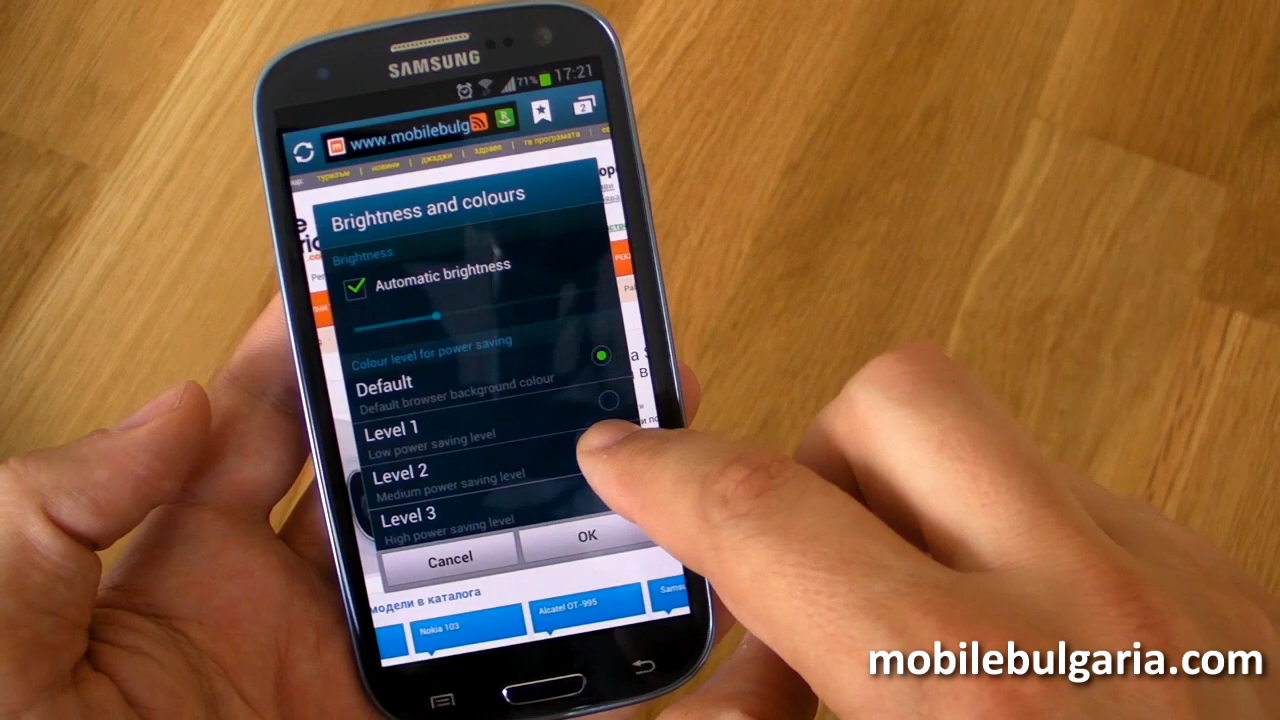 SAMSUNG
71% 17:21
www.mobilebulg
2
туризъм | новини | джаджи | здраве | тв програмата |
Brightness and colours
Brightness
Automatic brightness
Colour level for power saving
Default
Default browser background colour
Level 1
Low power saving level
Level 2
Medium power saving level
Level 3
High power saving level
Cancel
OK
модели в каталога
Nokia 103
Alcatel OT-995
Samsu
mobilebulgaria.com